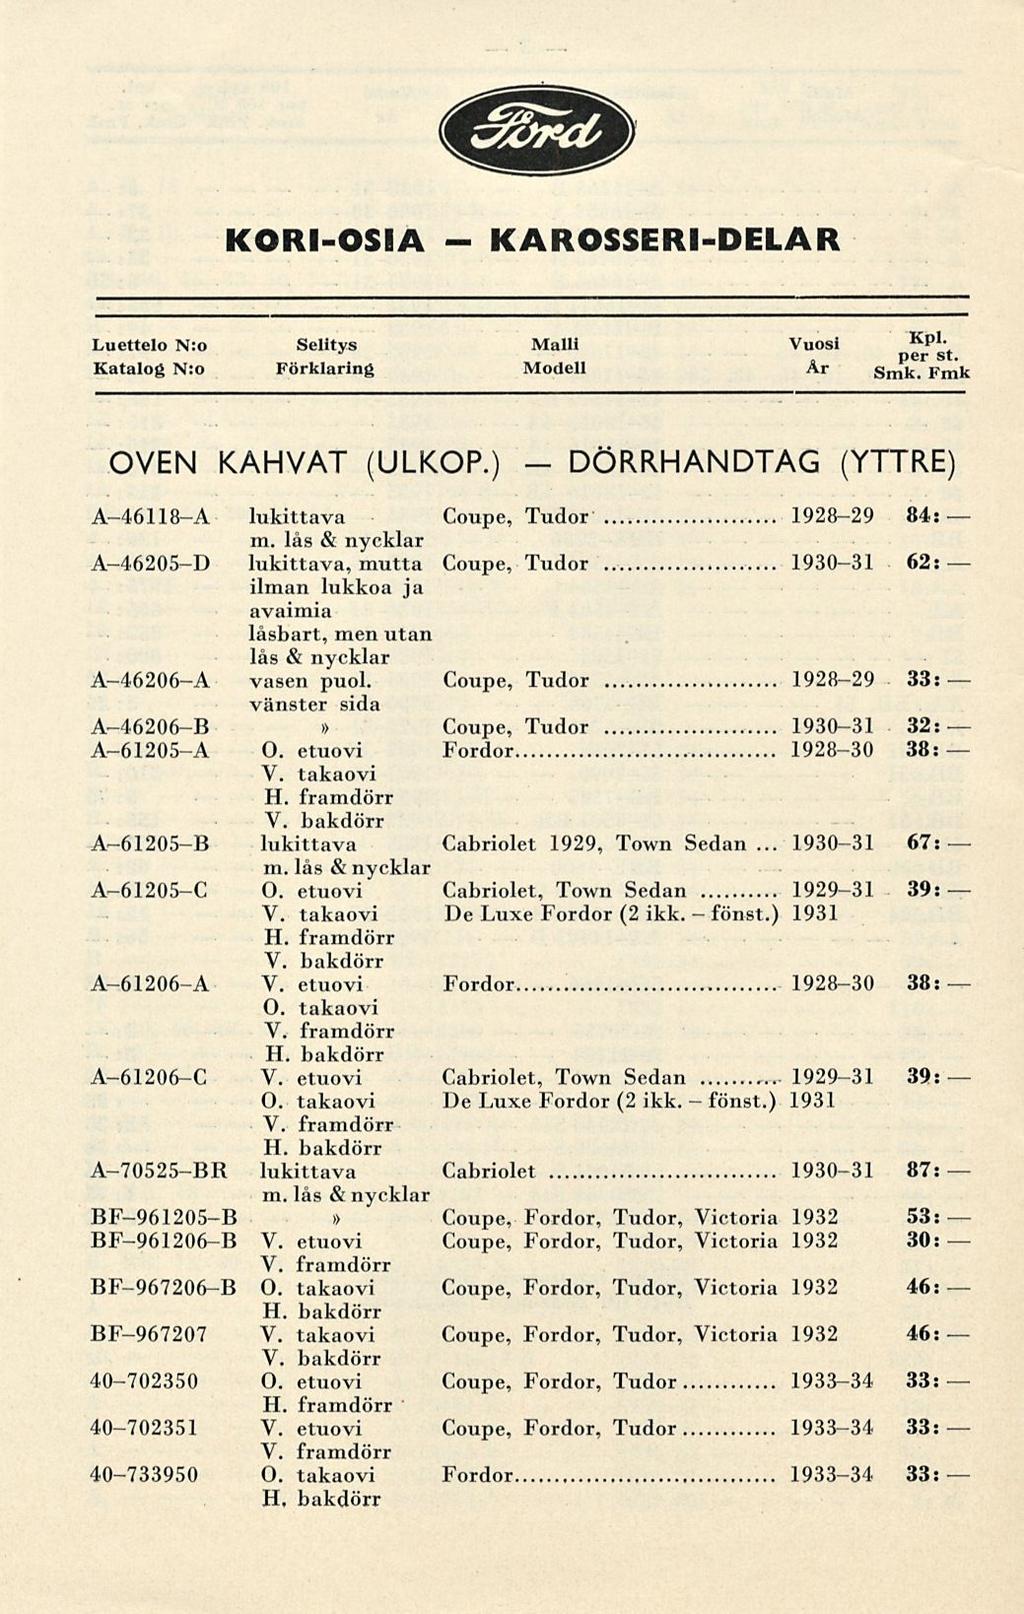 Ford
KORI-OSIA — KAROSSERI-DELAR
Luettelo N:o Selitys Malli Vuosi Kpl.
Katalog N:o Förklaring Modell År per st.
Smk. Fmk
OVEN KAHVAT (ULKOP.) — DÖRRHANDTAG (YTTRE)
A–46118–A lukittava Coupe, Tudor ........................ 1928–29 84: —
m. lås & nycklar
A–46205–D lukittava, mutta Coupe, Tudor ........................ 1930–31 62: —
ilman lukkoa ja
avaimia
låsbart, men utan
lås & nycklar
A–46206–A vasen puol. Coupe, Tudor ........................ 1928–29 33: —
vänster sida
A–46206–B » Coupe, Tudor ........................ 1930–31 32: —
A–61205–A O. etuovi Fordor.................................... 1928–30 38: —
V. takaovi
H. framdörr
V. bakdörr
A–61205–B lukittava Cabriolet 1929, Town Sedan ... 1930–31 67: —
m. lås & nycklar
A–61205–C O. etuovi Cabriolet, Town Sedan .......... 1929–31 39: —
V. takaovi De Luxe Fordor (2 ikk. – fönst.) 1931
H. framdörr
V. bakdörr
A–61206–A V. etuovi Fordor.................................... 1928–30 38: —
O. takaovi
V. framdörr
H. bakdörr
A–61206–C V. etuovi Cabriolet, Town Sedan .......... 1929–31 39: —
O. takaovi De Luxe Fordor (2 ikk. – fönst.) 1931
V. framdörr
H. bakdörr
A–70525–BR lukittava Cabriolet ............................... 1930–31 87: —
m. lås & nycklar
BF–961205–B » Coupe, Fordor, Tudor, Victoria 1932 53: —
BF–961206–B V. etuovi Coupe, Fordor, Tudor, Victoria 1932 30: —
V. framdörr
BF–967206–B O. takaovi Coupe, Fordor, Tudor, Victoria 1932 46: —
H. bakdörr
BF–967207 V. takaovi Coupe, Fordor, Tudor, Victoria 1932 46: —
V. bakdörr
40–702350 O. etuovi Coupe, Fordor, Tudor............ 1933–34 33: —
H. framdörr
40–702351 V. etuovi Coupe, Fordor, Tudor............ 1933–34 33: —
V. framdörr
40–733950 O. takaovi Fordor.................................... 1933–34 33: —
H. bakdörr